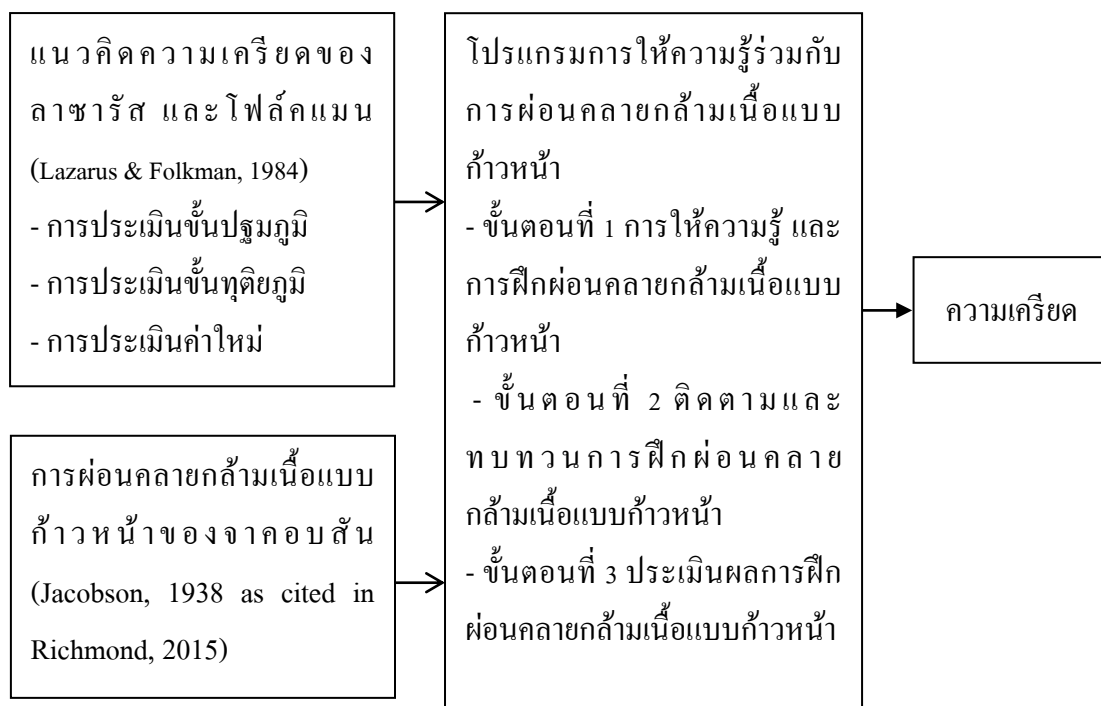 แนวคิดความเครียดของ
ลาซารัส และโฟล์คแมน
(Lazarus & Folkman, 1984)
- การประเมินขั้นปฐมภูมิ
- การประเมินขั้นทุติยภูมิ
- การประเมินค่าใหม่
การผ่อนคลายกล้ามเนื้อแบบ
ก้าวหน้าของจาคอบสัน
(Jacobson, 1938 as cited in
Richmond, 2015)
โปรแกรมการให้ความรู้ร่วมกับ
การผ่อนคลายกล้ามเนื้อแบบ
ก้าวหน้า
- ขั้นตอนที่ 1 การให้ความรู้ และ
การฝึกผ่อนคลายกล้ามเนื้อแบบ
ก้าวหน้า
- ขั้นตอนที่ 2 ติดตามและ
ทบทวนการฝึกผ่อนคลาย
กล้ามเนื้อแบบก้าวหน้า
- ขั้นตอนที่ 3 ประเมินผลการฝึก
ผ่อนคลายกล้ามเนื้อแบบก้าวหน้า
ความเครียด